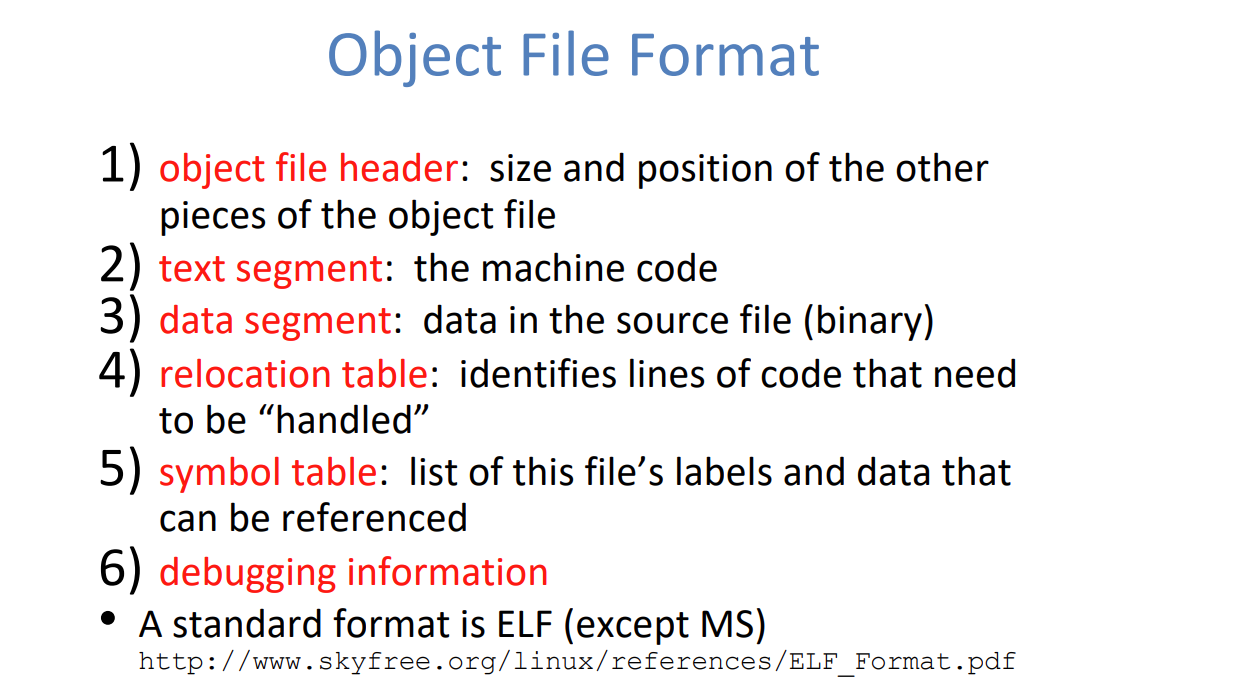 Object File Format
1) object file header: size and position of the other
pieces of the object file
2) text segment: the machine code
3) data segment: data in the source file (binary)
4) relocation table: identifies lines of code that need
to be “handled”
5) symbol table: list of this file’s labels and data that
can be referenced
6) debugging information
• A standard format is ELF (except MS)
http://www.skyfree.org/linux/references/ELF_Format.pdf